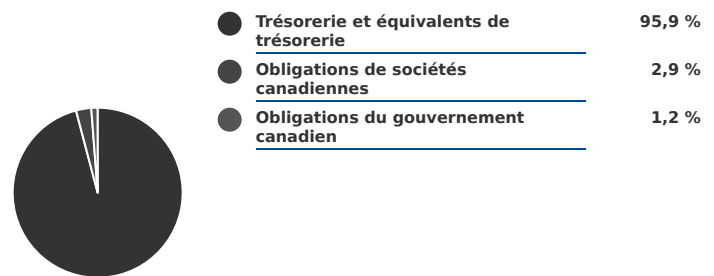 Trésorerie et équivalents de 95,9 %
trésorerie
Obligations de sociétés 2,9 %
canadiennes
Obligations du gouvernement 1,2 %
canadien